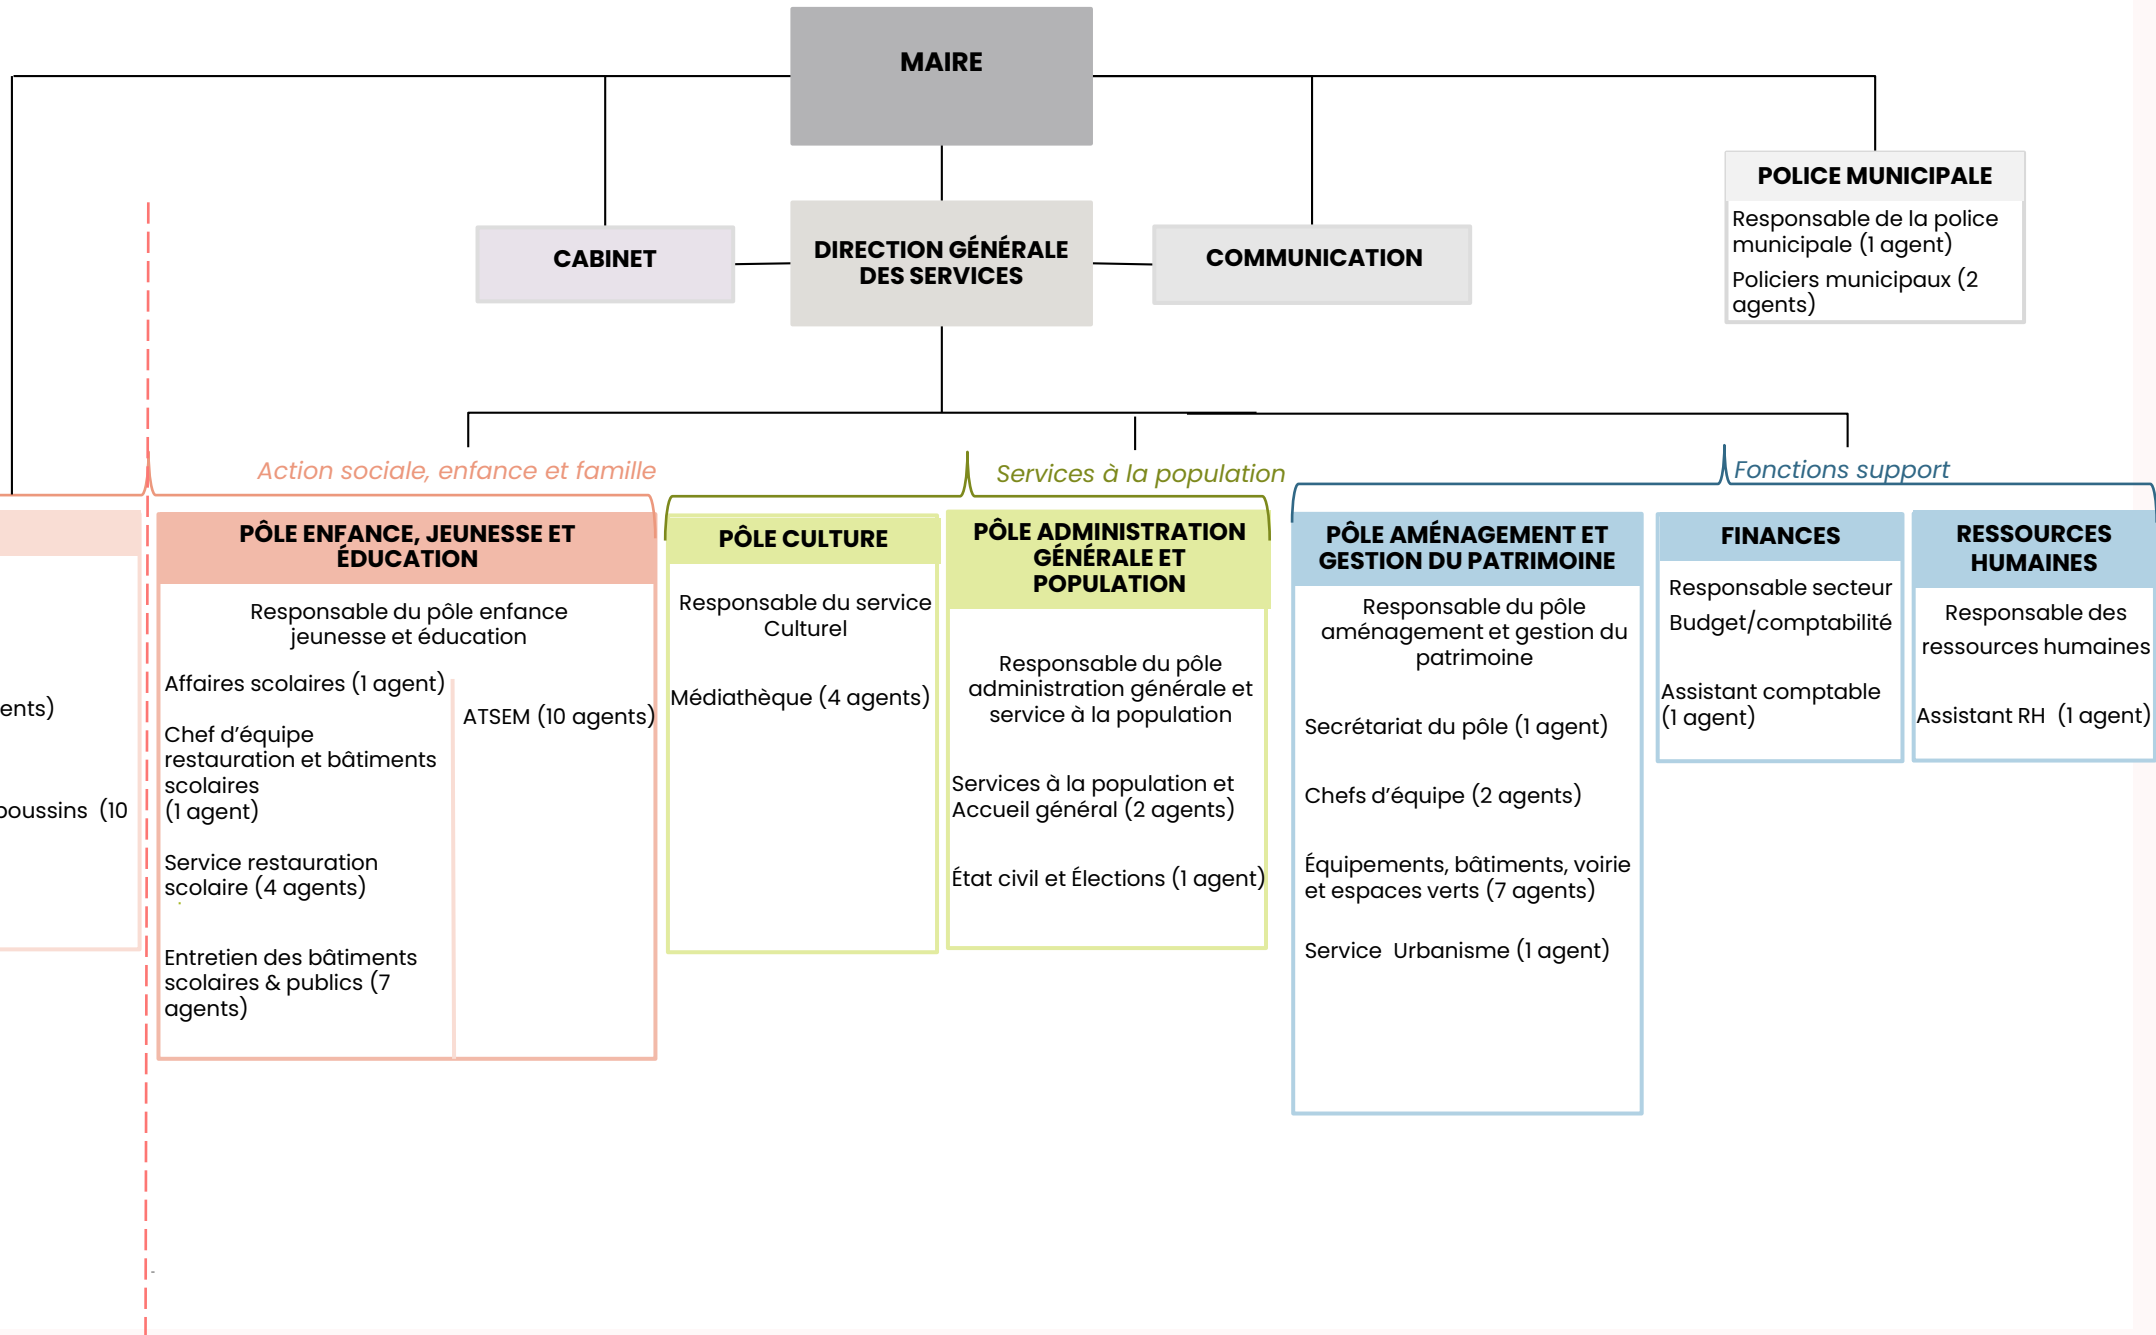 MAIRE
POLICE MUNICIPALE
Responsable de la police
municipale (1 agent)
Policiers municipaux (2
agents)
CABINET
DIRECTION GÉNÉRALE
DES SERVICES
COMMUNICATION
Action sociale, enfance et famille
Services à la population
Fonctions support
(10
PÔLE ENFANCE, JEUNESSE ET
ÉDUCATION
Responsable du pôle enfance
jeunesse et éducation
Affaires scolaires (1 agent)
Chef d’équipe
restauration et bâtiments
scolaires
(1 agent)
Service restauration
scolaire (4 agents)
Entretien des bâtiments
scolaires & publics (7
agents)
ATSEM (10 agents)
PÔLE CULTURE
Responsable du service
Culturel
Médiathèque (4 agents)
PÔLE ADMINISTRATION
GÉNÉRALE ET
POPULATION
Responsable du pôle
administration générale et
service à la population
Services à la population et
Accueil général (2 agents)
État civil et Élections (1 agent)
PÔLE AMÉNAGEMENT ET
GESTION DU PATRIMOINE
Responsable du pôle
aménagement et gestion du
patrimoine
Secrétariat du pôle (1 agent)
Chefs d’équipe (2 agents)
Équipements, bâtiments, voirie
et espaces verts (7 agents)
Service Urbanisme (1 agent)
FINANCES
Responsable secteur
Budget/comptabilité
Assistant comptable
(1 agent)
RESSOURCES
HUMAINES
Responsable des
ressources humaines
Assistant RH (1 agent)